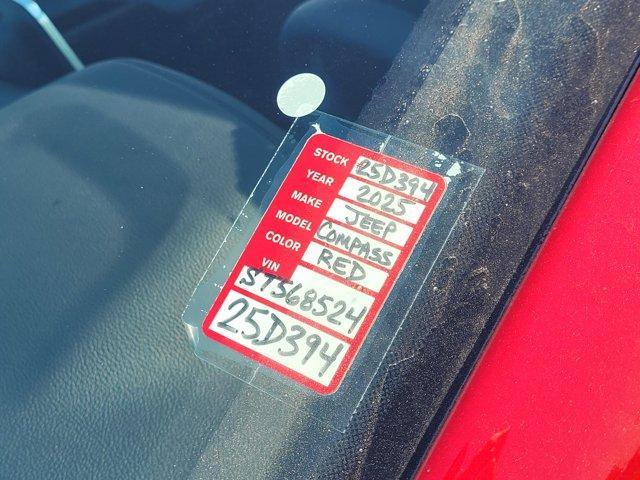 STOCK 25D394
YEAR 2025
MAKE JEEP
MODEL COMPASS
COLOR RED
VIN
ST568524
25D394